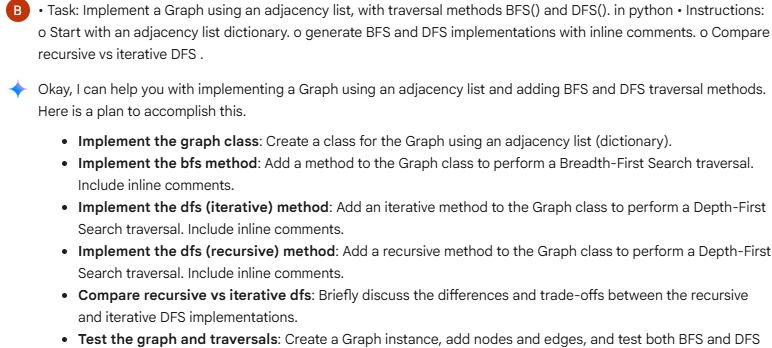 B • Task: Implement a Graph using an adjacency list, with traversal methods BFS() and DFS(). in python • Instructions:
o Start with an adjacency list dictionary. o generate BFS and DFS implementations with inline comments. o Compare
recursive vs iterative DFS .
Okay, I can help you with implementing a Graph using an adjacency list and adding BFS and DFS traversal methods.
Here is a plan to accomplish this.
• Implement the graph class: Create a class for the Graph using an adjacency list (dictionary).
• Implement the bfs method: Add a method to the Graph class to perform a Breadth-First Search traversal.
Include inline comments.
• Implement the dfs (iterative) method: Add an iterative method to the Graph class to perform a Depth-First
Search traversal. Include inline comments.
• Implement the dfs (recursive) method: Add a recursive method to the Graph class to perform a Depth-First
Search traversal. Include inline comments.
• Compare recursive vs iterative dfs: Briefly discuss the differences and trade-offs between the recursive
and iterative DFS implementations.
• Test the graph and traversals: Create a Graph instance, add nodes and edges, and test both BFS and DFS